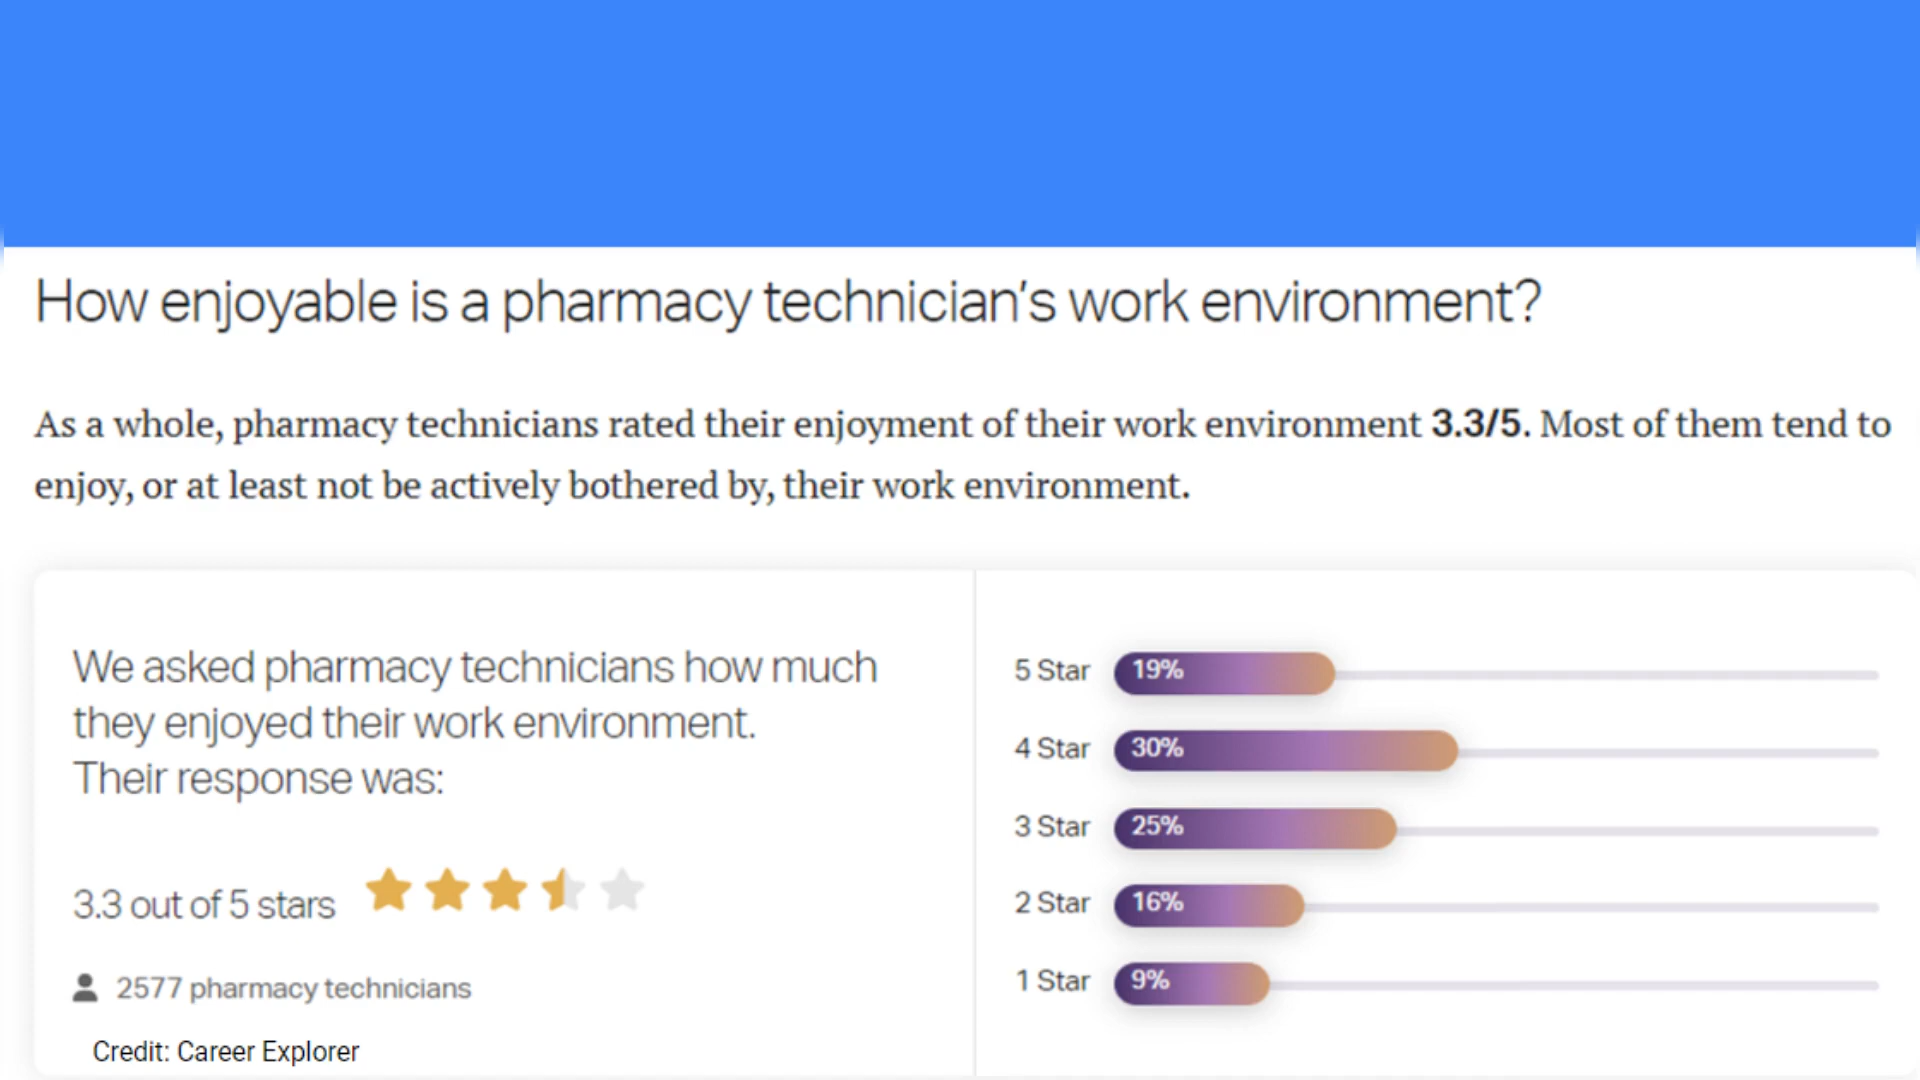 How enjoyable is a pharmacy technician's work environment?
As a whole, pharmacy technicians rated their enjoyment of their work environment 3.3/5. Most of them tend to
enjoy, or at least not be actively bothered by, their work environment.
We asked pharmacy technicians how much
they enjoyed their work environment.
Their response was:
3.3 out of 5 stars
2577 pharmacy technicians
Credit: Career Explorer
5 Star 19%
4 Star 30%
3 Star 25%
2 Star 16%
1 Star 9%